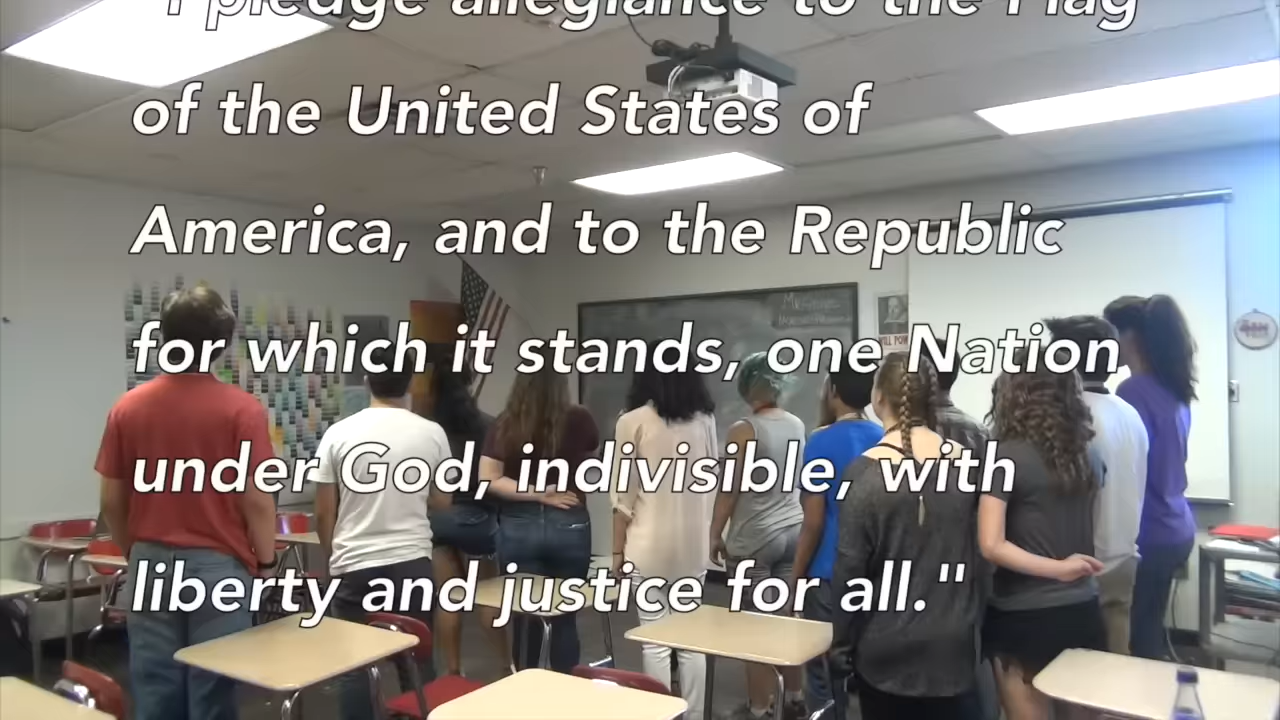 "I pledge allegiance to the Flag
of the United States of
America, and to the Republic
for which it stands, one Nation
under God, indivisible, with
liberty and justice for all."